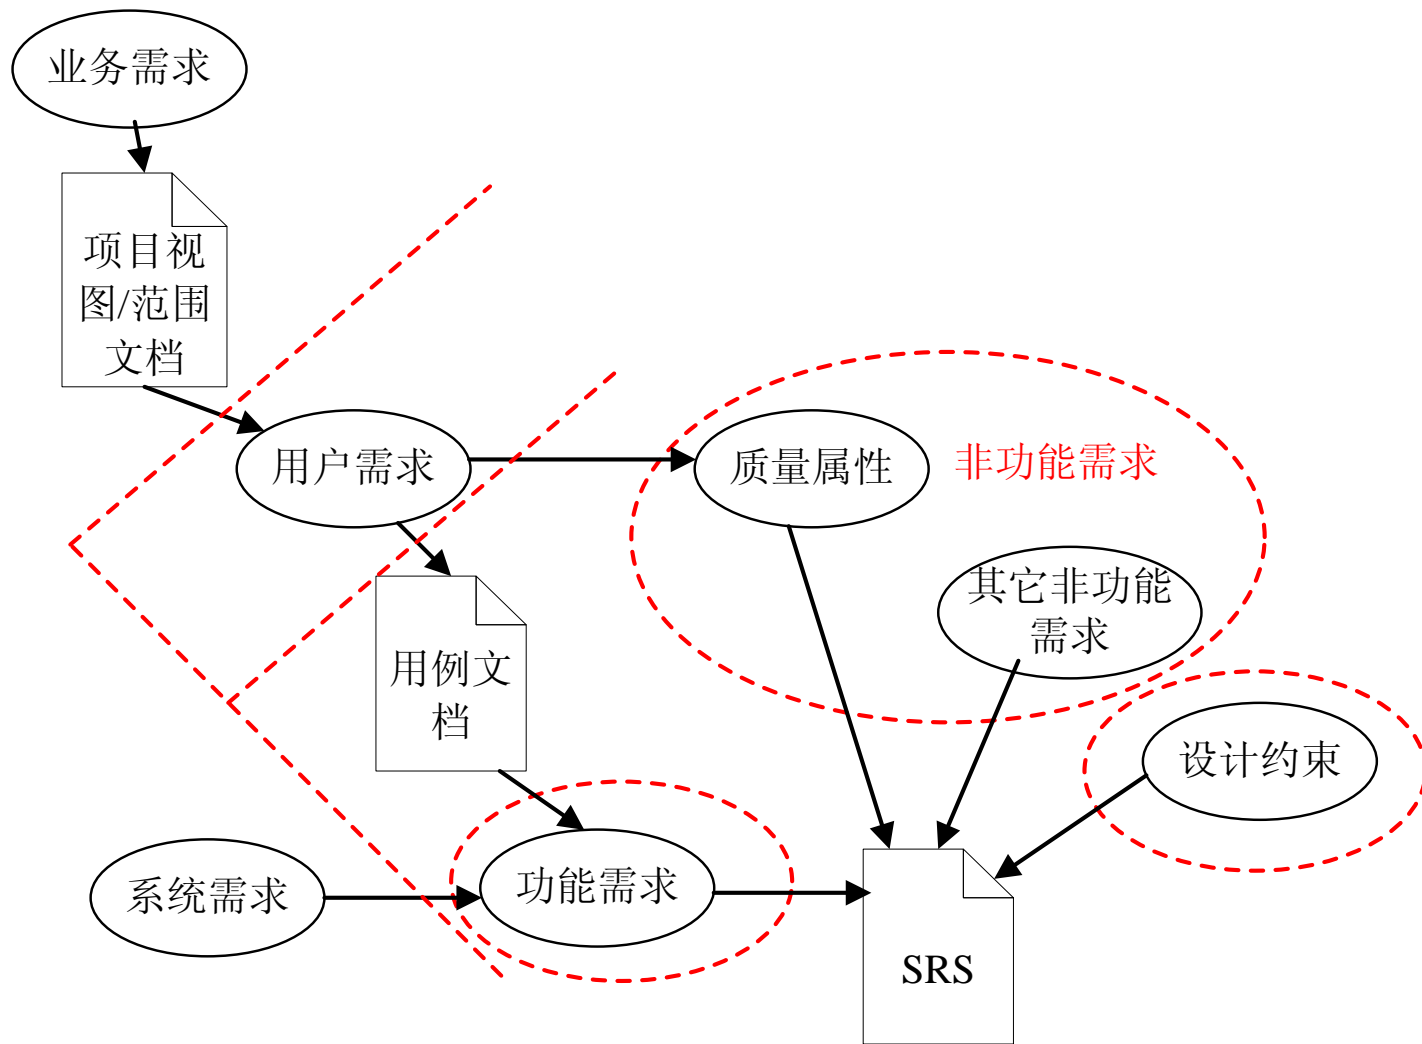 业务需求
项目视
图/范围
文档
用户需求
质量属性
非功能需求
其它非功能
需求
用例文
档
设计约束
系统需求
功能需求
SRS